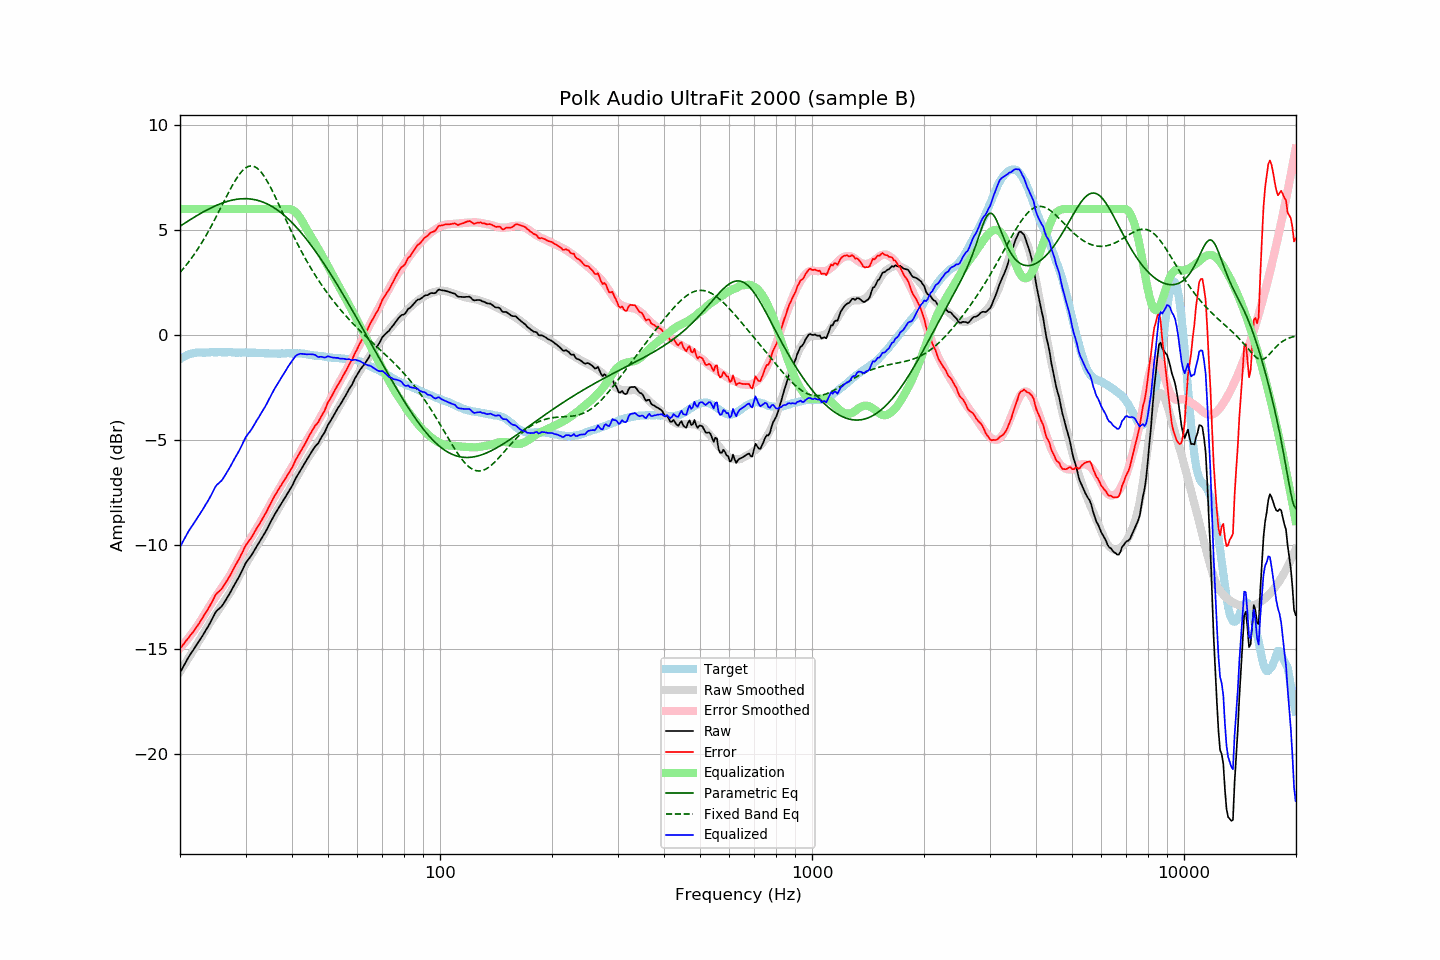 Polk Audio UltraFit 2000 (sample B)
10
5
0
−5
−10
−15
−20
Amplitude (dBr)
Target
Raw Smoothed
Error Smoothed
Raw
Error
Equalization
Parametric Eq
Fixed Band Eq
Equalized
100
1000
10000
Frequency (Hz)